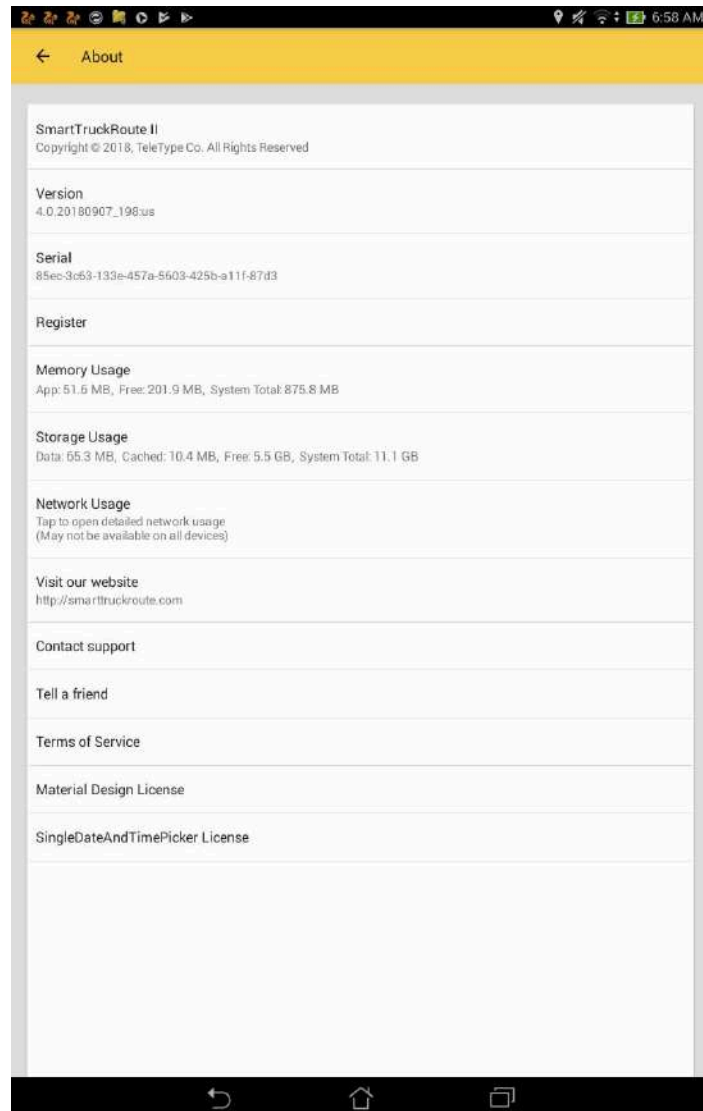 6:58 AM
About
SmartTruckRoute II
Copyright © 2018, TeleType Co. All Rights Reserved
Version
4.0.20180907_198:us
Serial
85ec-3c63-133e-457a-5603-425b-a11f-87d3
Register
Memory Usage
App: 51.6 MB, Free: 201.9 MB, System Total: 875.8 MB
Storage Usage
Data: 65.3 MB, Cached: 10.4 MB, Free: 5.5 GB, System Total: 11.1 GB
Network Usage
Tap to open detailed network usage
(May not be available on all devices)
Visit our website
http://smarttruckroute.com
Contact support
Tell a friend
Terms of Service
Material Design License
SingleDateAndTimePicker License